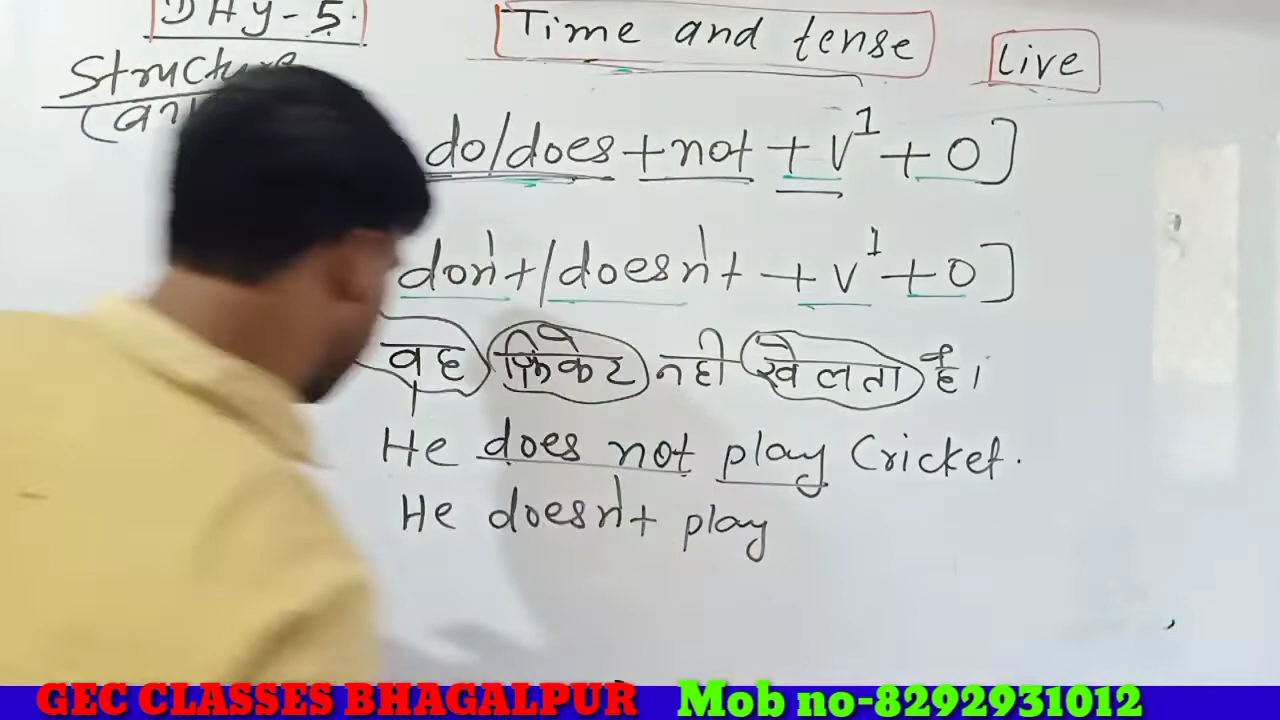 DAY-5.
Time and tense
Live
Structure
do/does + not + V¹ + O]
don't/doesn't + V¹ + O]
वह क्रिकेट नही खेलता है।
He does not play Cricket.
He doesn't play
GEC CLASSES BHAGALPUR Mob no-8292931012